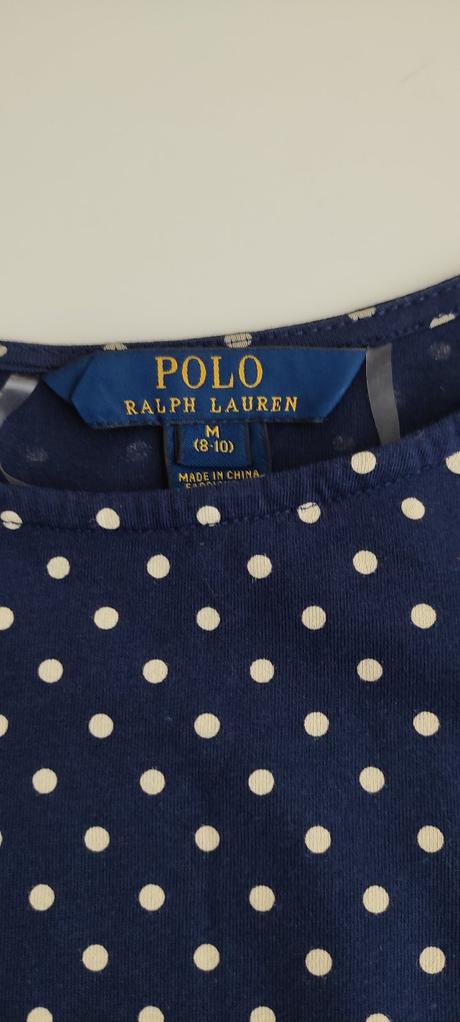 POLO
RALPH LAUREN
M
(8-10)
MADE IN CHINA